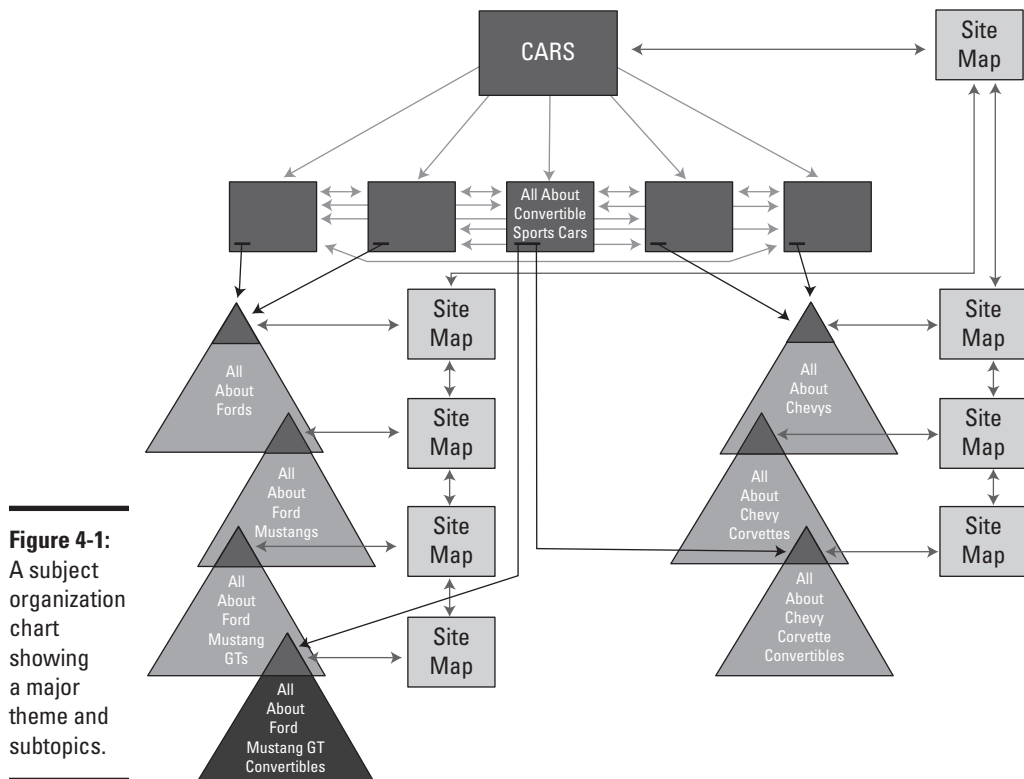 CARS
Site
Map
All About
Convertible
Sports Cars
Site
Map
Site
Map
All
About
Fords
All
About
Chevys
Site
Map
Site
Map
All
About
Ford
Mustangs
All
About
Chevy
Corvettes
Site
Map
Site
Map
All
About
Ford
Mustang
GTs
All
About
Chevy
Corvette
Convertibles
Site
Map
All
About
Ford
Mustang GT
Convertibles
Figure 4-1:
A subject
organization
chart
showing
a major
theme and
subtopics.